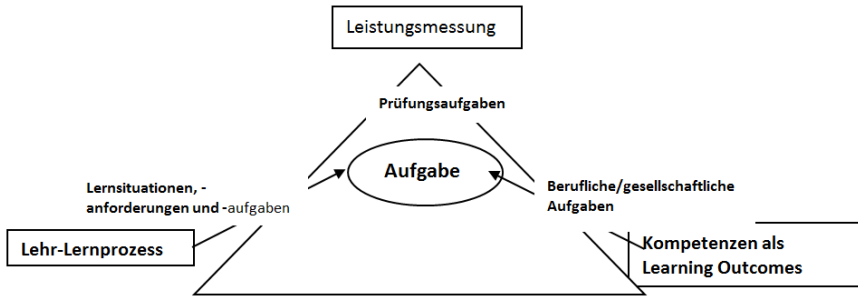 Leistungsmessung
Prüfungsaufgaben
Aufgabe
Lernsituationen, -
anforderungen und -aufgaben
Berufliche/gesellschaftliche
Aufgaben
Lehr-Lernprozess
Kompetenzen als
Learning Outcomes